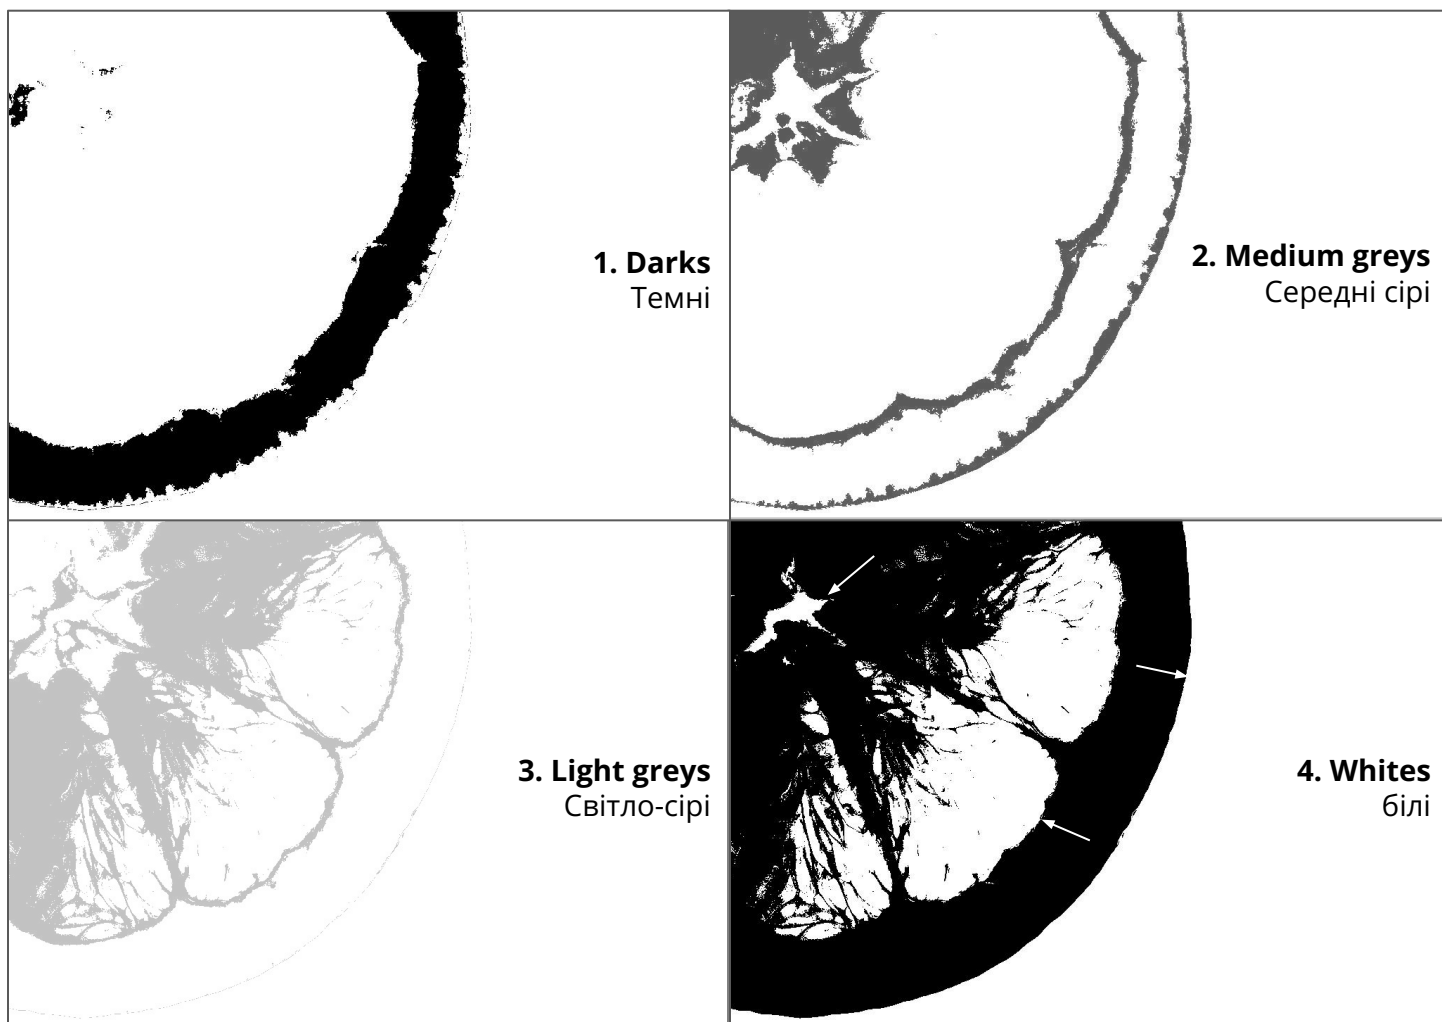 1. Darks
Темні
2. Medium greys
Середні сірі
3. Light greys
Світло-сірі
4. Whites
білі